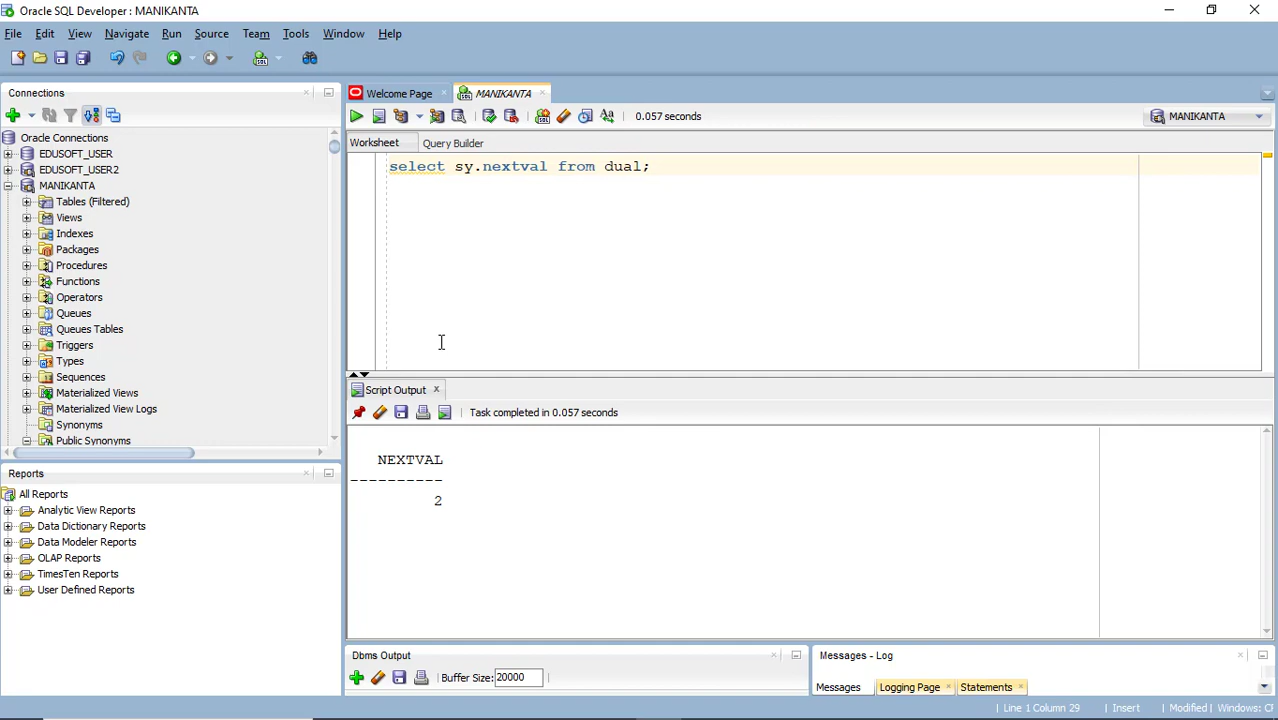 Oracle SQL Developer : MANIKANTA
File Edit View Navigate Run Source Team Tools Window Help
Connections
Oracle Connections
EDUSOFT_USER
EDUSOFT_USER2
MANIKANTA
Tables (Filtered)
Views
Indexes
Packages
Procedures
Functions
Operators
Queues
Queues Tables
Triggers
Types
Sequences
Materialized Views
Materialized View Logs
Synonyms
Public Synonyms
Reports
All Reports
Analytic View Reports
Data Dictionary Reports
Data Modeler Reports
OLAP Reports
TimesTen Reports
User Defined Reports
Welcome Page MANIKANTA
0.057 seconds MANIKANTA
Worksheet Query Builder
select sy.nextval from dual;
Script Output x
Task completed in 0.057 seconds
NEXTVAL
----------
2
Dbms Output
Buffer Size: 20000
Messages - Log
Messages Logging Page Statements
Line 1 Column 29 Insert Modified Windows: CF